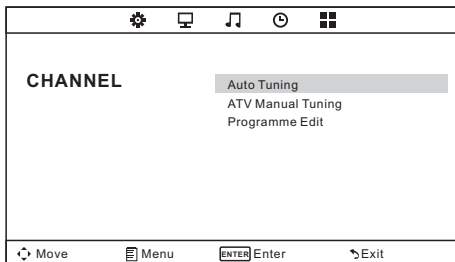 CHANNEL
Auto Tuning
ATV Manual Tuning
Programme Edit
Move Menu ENTER Enter Exit